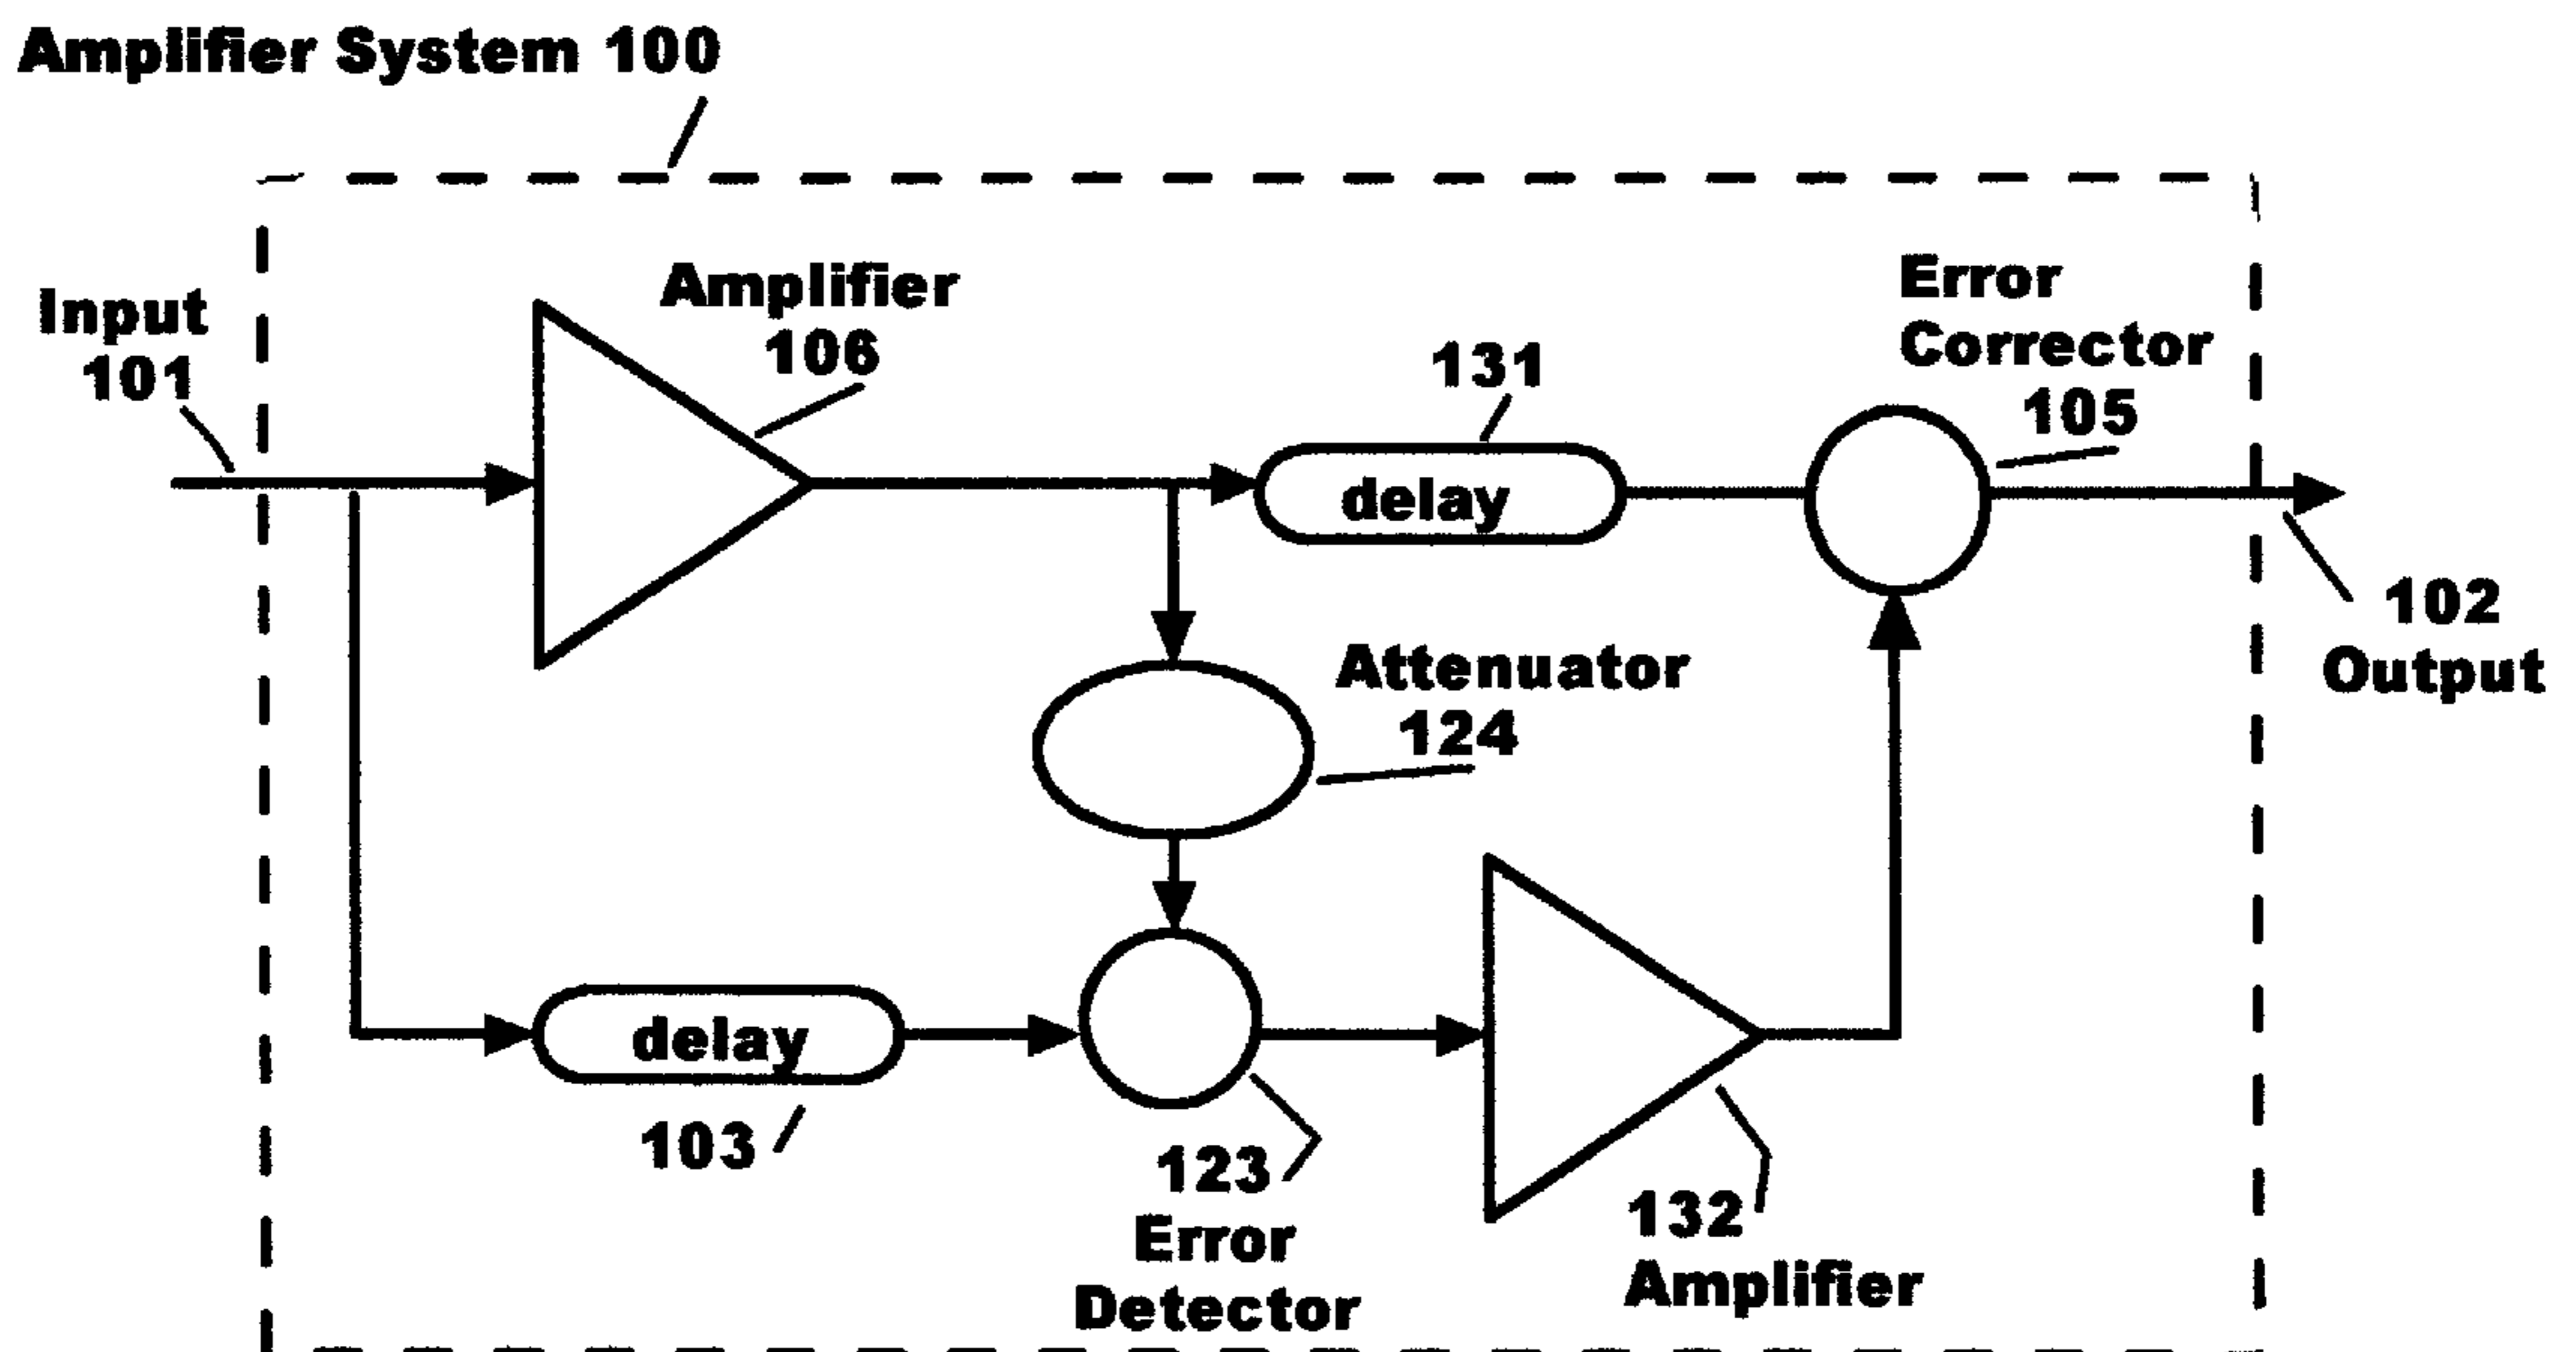 Amplifier System 100
Input
101
Amplifier
106
131
delay
Error
Corrector
105
102
Output
Attenuator
124
delay
103
123
Error
Detector
132
Amplifier